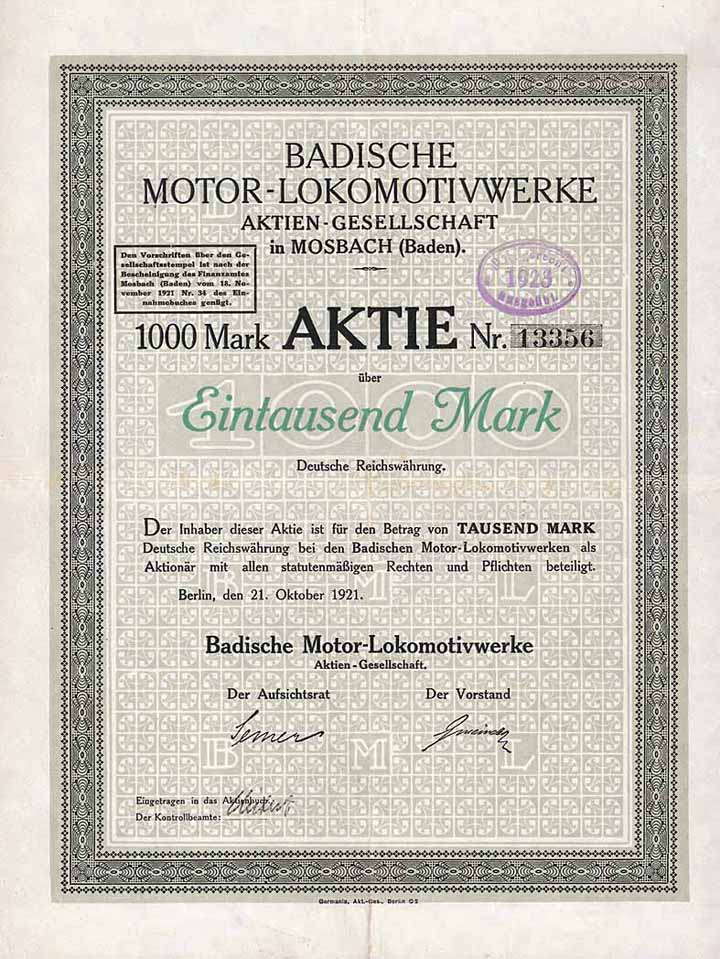 BADISCHE
MOTOR-LOKOMOTIVWERKE
AKTIEN-GESELLSCHAFT
in MOSBACH (Baden).
Den Vorschriften über den Ge-
sellschaftsstempel ist nach der
Bescheinigung des Finanzamtes
Mosbach (Baden) vom 18. No-
vember 1921 Nr. 34 des Ein-
nahmebuches genügt.
1923
1000 Mark AKTIE Nr. 13356
über
1000
Eintausend Mark
Deutsche Reichswährung.
Der Inhaber dieser Aktie ist für den Betrag von TAUSEND MARK
Deutsche Reichswährung bei den Badischen Motor-Lokomotivwerken als
Aktionär mit allen statutenmäßigen Rechten und Pflichten beteiligt.
Berlin, den 21. Oktober 1921.
Badische Motor-Lokomotivwerke
Aktien-Gesellschaft.
Der Aufsichtsrat Der Vorstand
Eingetragen in das Aktienbuch
Der Kontrollbeamte:
Germania, Akt.-Ges., Berlin O 2